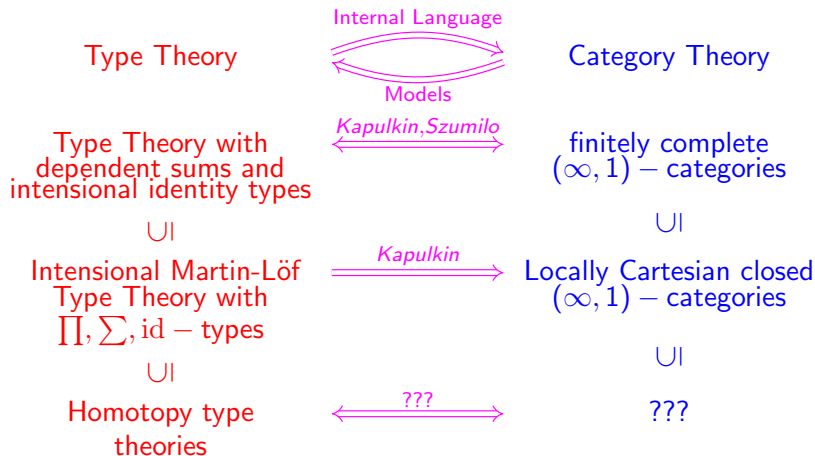 Internal Language
Type Theory Category Theory
Models
Kapulkin,Szumilo
Type Theory with finitely complete
dependent sums and (∞, 1) − categories
intensional identity types
∪| ∪|
Kapulkin
Intensional Martin-Löf Locally Cartesian closed
Type Theory with (∞, 1) − categories
∏, ∑, id − types
∪| ∪|
???
Homotopy type ???
theories